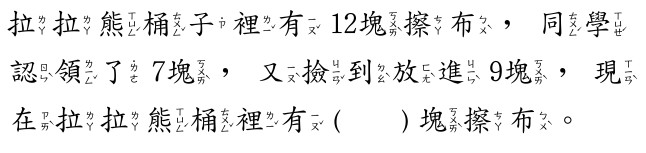 拉拉熊桶子裡有 12塊擦布，同學
認領了 7塊，又撿到放進 9塊，現
在拉拉熊桶裡有 (　　) 塊擦布。